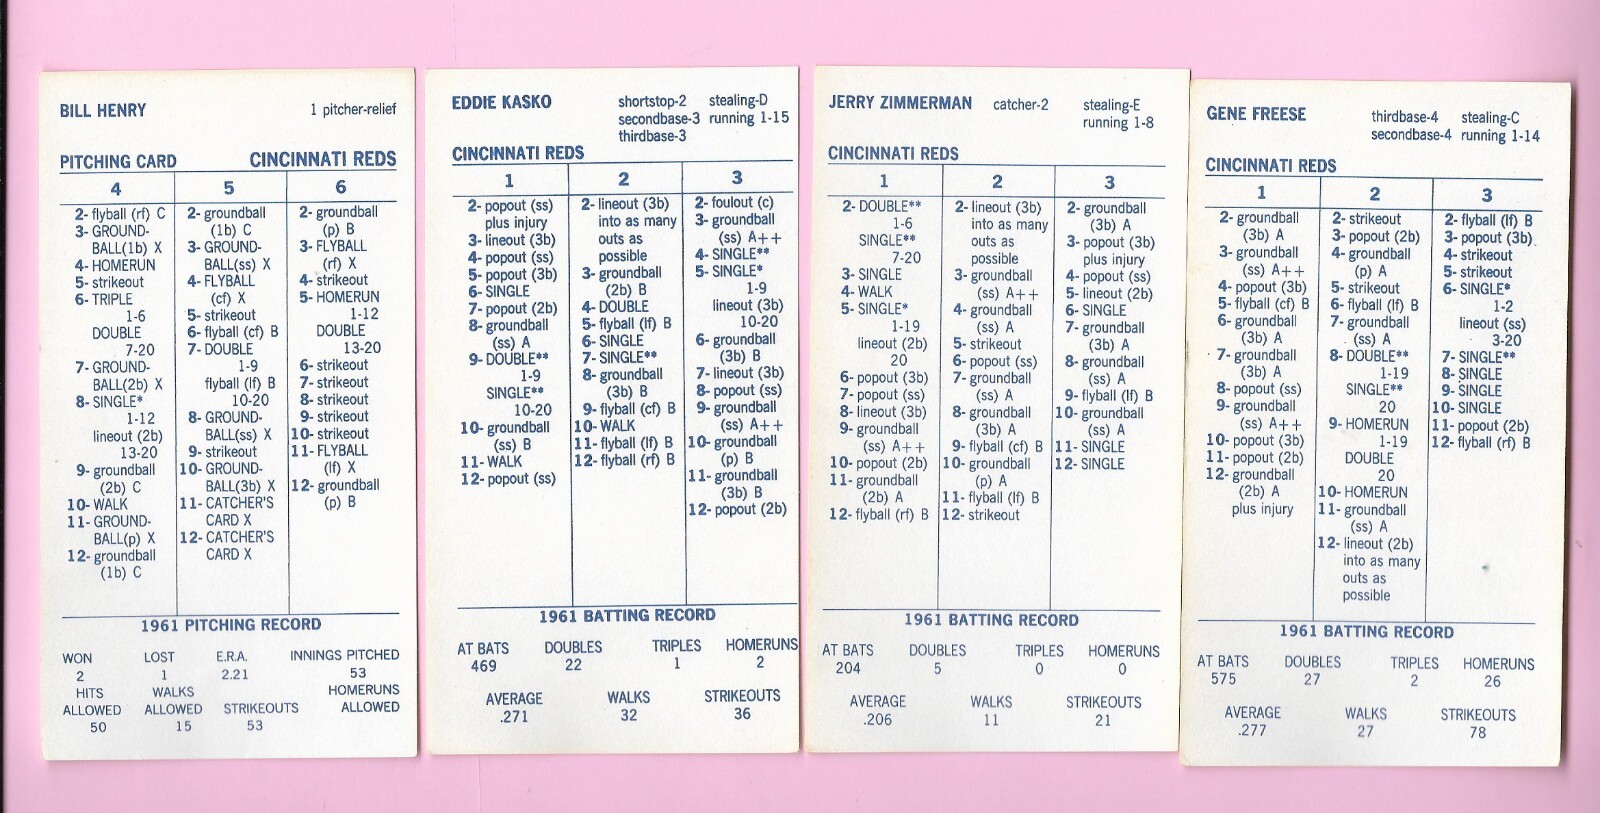 BILL HENRY
1 pitcher-relief
PITCHING CARD CINCINNATI REDS
4
2- flyball (rf) C
3- GROUND-
BALL(1b) X
4- HOMERUN
5- strikeout
6- TRIPLE
1-6
DOUBLE
7-20
7- GROUND-
BALL(2b) X
8- SINGLE*
1-12
lineout (2b)
13-20
9- groundball
(2b) C
10- WALK
11- GROUND-
BALL(p) X
12- groundball
(1b) C
5
2- groundball
(1b) C
3- GROUND-
BALL(ss) X
4- FLYBALL
(cf) X
5- strikeout
6- flyball (cf) B
7- DOUBLE
1-9
flyball (lf) B
10-20
8- GROUND-
BALL(ss) X
9- strikeout
10- GROUND-
BALL(3b) X
11- CATCHER'S
CARD X
12- CATCHER'S
CARD X
6
2- groundball
(p) B
3- FLYBALL
(rf) X
4- strikeout
5- HOMERUN
1-12
DOUBLE
13-20
6- strikeout
7- strikeout
8- strikeout
9- strikeout
10- strikeout
11- FLYBALL
(lf) X
12- groundball
(p) B
1961 PITCHING RECORD
WON LOST E.R.A. INNINGS PITCHED
2 1 2.21 53
HITS WALKS HOMERUNS
ALLOWED ALLOWED STRIKEOUTS ALLOWED
50 15 53
EDDIE KASKO
shortstop-2 stealing-D
secondbase-3 running 1-15
thirdbase-3
CINCINNATI REDS
1
2- popout (ss)
plus injury
3- lineout (3b)
4- popout (ss)
5- popout (3b)
6- SINGLE
7- popout (2b)
8- groundball
(ss) A
9- DOUBLE**
1-9
SINGLE**
10-20
10- groundball
(ss) B
11- WALK
12- popout (ss)
2
2- lineout (3b)
into as many
outs as
possible
3- groundball
(2b) B
4- DOUBLE
5- flyball (lf) B
6- SINGLE
7- SINGLE**
8- groundball
(3b) B
9- flyball (cf) B
10- WALK
11- flyball (lf) B
12- flyball (rf) B
3
2- foulout (c)
3- groundball
(ss) A++
4- SINGLE**
5- SINGLE*
1-9
lineout (3b)
10-20
6- groundball
(3b) B
7- lineout (3b)
8- popout (ss)
9- groundball
(ss) A++
10- groundball
(p) B
11- groundball
(3b) B
12- popout (2b)
1961 BATTING RECORD
AT BATS DOUBLES TRIPLES HOMERUNS
469 22 1 2
AVERAGE WALKS STRIKEOUTS
.271 32 36
JERRY ZIMMERMAN catcher-2 stealing-E
running 1-8
CINCINNATI REDS
1
2- DOUBLE**
1-6
SINGLE**
7-20
3- SINGLE
4- WALK
5- SINGLE*
1-19
lineout (2b)
20
6- popout (3b)
7- popout (ss)
8- lineout (3b)
9- groundball
(ss) A++
10- popout (2b)
11- groundball
(2b) A
12- flyball (rf) B
2
2- lineout (3b)
into as many
outs as
possible
3- groundball
(ss) A++
4- groundball
(ss) A
5- strikeout
6- popout (ss)
7- groundball
(ss) A
8- groundball
(3b) A
9- flyball (cf) B
10- groundball
(p) A
11- flyball (lf) B
12- strikeout
3
2- groundball
(3b) A
3- popout (3b)
plus injury
4- popout (ss)
5- lineout (2b)
6- SINGLE
7- groundball
(3b) A
8- groundball
(ss) A
9- flyball (lf) B
10- groundball
(ss) A
11- SINGLE
12- SINGLE
1961 BATTING RECORD
AT BATS DOUBLES TRIPLES HOMERUNS
204 5 0 0
AVERAGE WALKS STRIKEOUTS
.206 11 21
GENE FREESE
thirdbase-4 stealing-C
secondbase-4 running 1-14
CINCINNATI REDS
1
2- groundball
(3b) A
3- groundball
(ss) A++
4- popout (3b)
5- flyball (cf) B
6- groundball
(3b) A
7- groundball
(3b) A
8- popout (ss)
9- groundball
(ss) A++
10- popout (3b)
11- popout (2b)
12- groundball
(2b) A
plus injury
2
2- strikeout
3- popout (2b)
4- groundball
(p) A
5- strikeout
6- flyball (lf) B
7- groundball
(ss) A
8- DOUBLE**
1-19
SINGLE**
20
9- HOMERUN
1-19
DOUBLE
20
10- HOMERUN
11- groundball
(ss) A
12- lineout (2b)
into as many
outs as
possible
3
2- flyball (lf) B
3- popout (3b)
4- strikeout
5- strikeout
6- SINGLE*
1-2
lineout (ss)
3-20
7- SINGLE**
8- SINGLE
9- SINGLE
10- SINGLE
11- popout (2b)
12- flyball (rf) B
1961 BATTING RECORD
AT BATS DOUBLES TRIPLES HOMERUNS
575 27 2 26
AVERAGE WALKS STRIKEOUTS
.277 27 78